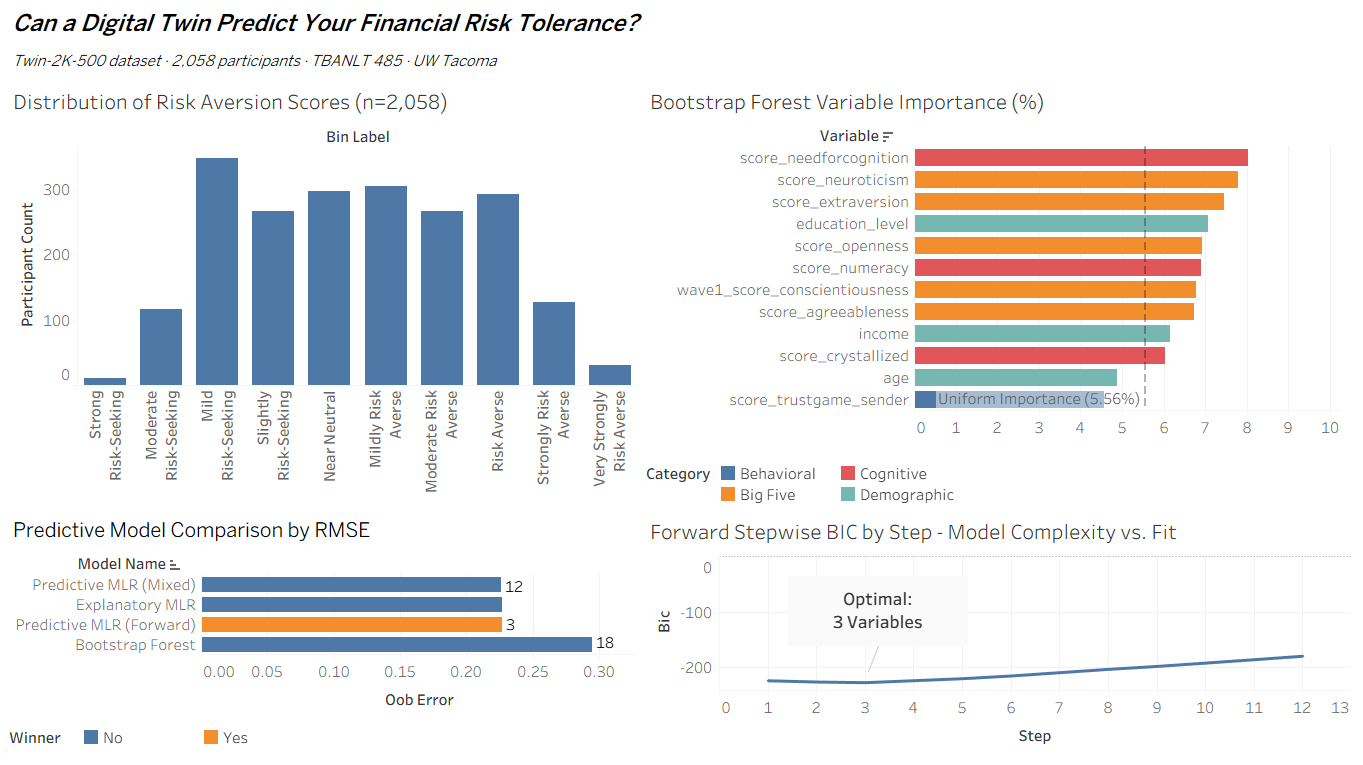 Can a Digital Twin Predict Your Financial Risk Tolerance?
Twin-2K-500 dataset · 2,058 participants · TBANLT 485 · UW Tacoma
Distribution of Risk Aversion Scores (n=2,058)
Bin Label
Participant Count
300
200
100
0
Strong
Risk-Seeking
Moderate
Risk-Seeking
Mild
Risk-Seeking
Slightly
Risk-Seeking
Near Neutral
Mildly Risk
Averse
Moderate Risk
Averse
Risk Averse
Strongly Risk
Averse
Very Strongly
Risk Averse
Bootstrap Forest Variable Importance (%)
Variable
score_needforcognition
score_neuroticism
score_extraversion
education_level
score_openness
score_numeracy
wave1_score_conscientiousness
score_agreeableness
income
score_crystallized
age
score_trustgame_sender
Uniform Importance (5.56%)
0 1 2 3 4 5 6 7 8 9 10
Category
Behavioral
Cognitive
Big Five
Demographic
Predictive Model Comparison by RMSE
Model Name
Predictive MLR (Mixed) 12
Explanatory MLR
Predictive MLR (Forward) 3
Bootstrap Forest 18
0.00 0.05 0.10 0.15 0.20 0.25 0.30
Oob Error
Winner
No
Yes
Forward Stepwise BIC by Step - Model Complexity vs. Fit
Bic
0
-100
-200
Optimal:
3 Variables
0 1 2 3 4 5 6 7 8 9 10 11 12 13
Step